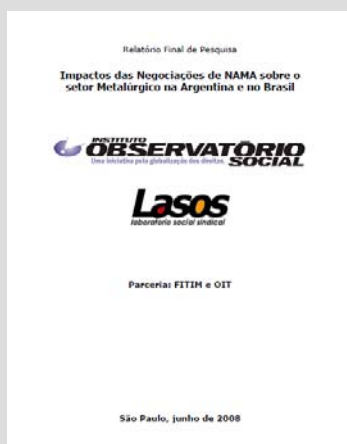 Relatório Final de Pesquisa
Impactos das Negociações de NAMA sobre o
setor Metalúrgico na Argentina e no Brasil
INSTITUTO
OBSERVATÓRIO
Uma iniciativa pela globalização dos direitos. SOCIAL
Lasos
laboratorio social sindical
Parceria: FITIM e OIT
São Paulo, junho de 2008